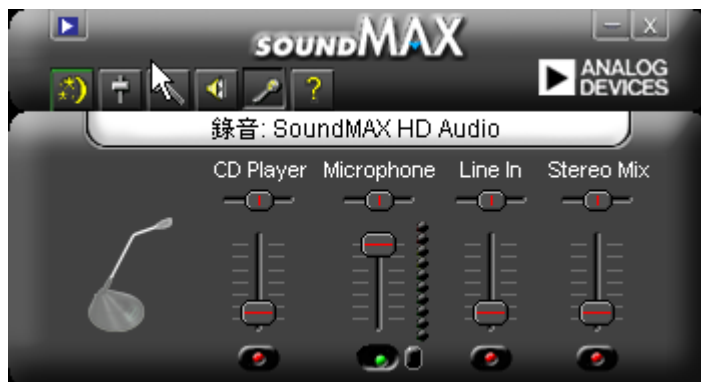 SOUNDMAX
X
ANALOG
DEVICES
?
錄音: SoundMAX HD Audio
CD Player Microphone Line In Stereo Mix